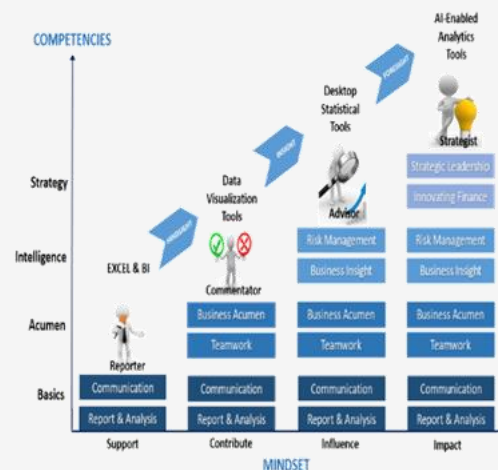 COMPETENCIES
AI-Enabled
Analytics
Tools
FORESIGHT
Desktop
Statistical
Tools
Strategist
Strategic Leadership
INSIGHT
Strategy
Data
Visualization
Tools
Innovating Finance
Advisor
HINDSIGHT
Risk Management
Risk Management
Intelligence
EXCEL & BI
Business Insight
Business Insight
Commentator
Business Acumen
Business Acumen
Business Acumen
Acumen
Teamwork
Teamwork
Teamwork
Reporter
Basics
Communication
Communication
Communication
Communication
Report & Analysis
Report & Analysis
Report & Analysis
Report & Analysis
Support
Contribute
Influence
Impact
MINDSET